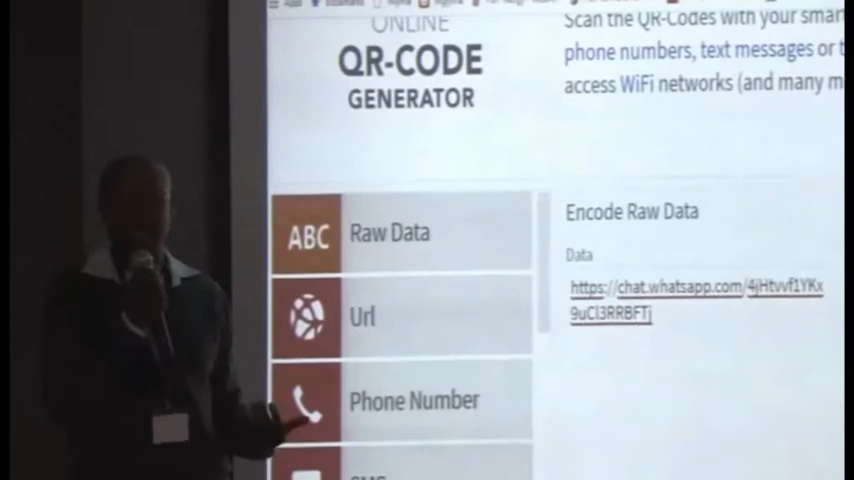 ONLINE
QR-CODE
GENERATOR
Scan the QR-Codes with your smar
phone numbers, text messages or t
access WiFi networks (and many m
ABC Raw Data
Url
Phone Number
SMS
Encode Raw Data
Data
https://chat.whatsapp.com/4jHtvvf1YKx
9uCl3RRBFTj